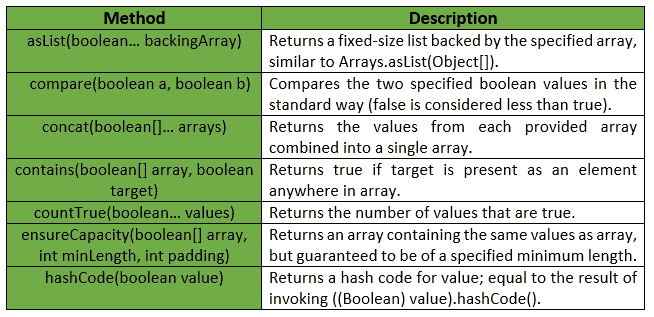 Method Description
asList(boolean… backingArray) Returns a fixed-size list backed by the specified array,
similar to Arrays.asList(Object[]).
compare(boolean a, boolean b) Compares the two specified boolean values in the
standard way (false is considered less than true).
concat(boolean[]… arrays) Returns the values from each provided array
combined into a single array.
contains(boolean[] array, boolean Returns true if target is present as an element
target) anywhere in array.
countTrue(boolean… values) Returns the number of values that are true.
ensureCapacity(boolean[] array, Returns an array containing the same values as array,
int minLength, int padding) but guaranteed to be of a specified minimum length.
hashCode(boolean value) Returns a hash code for value; equal to the result of
invoking ((Boolean) value).hashCode().